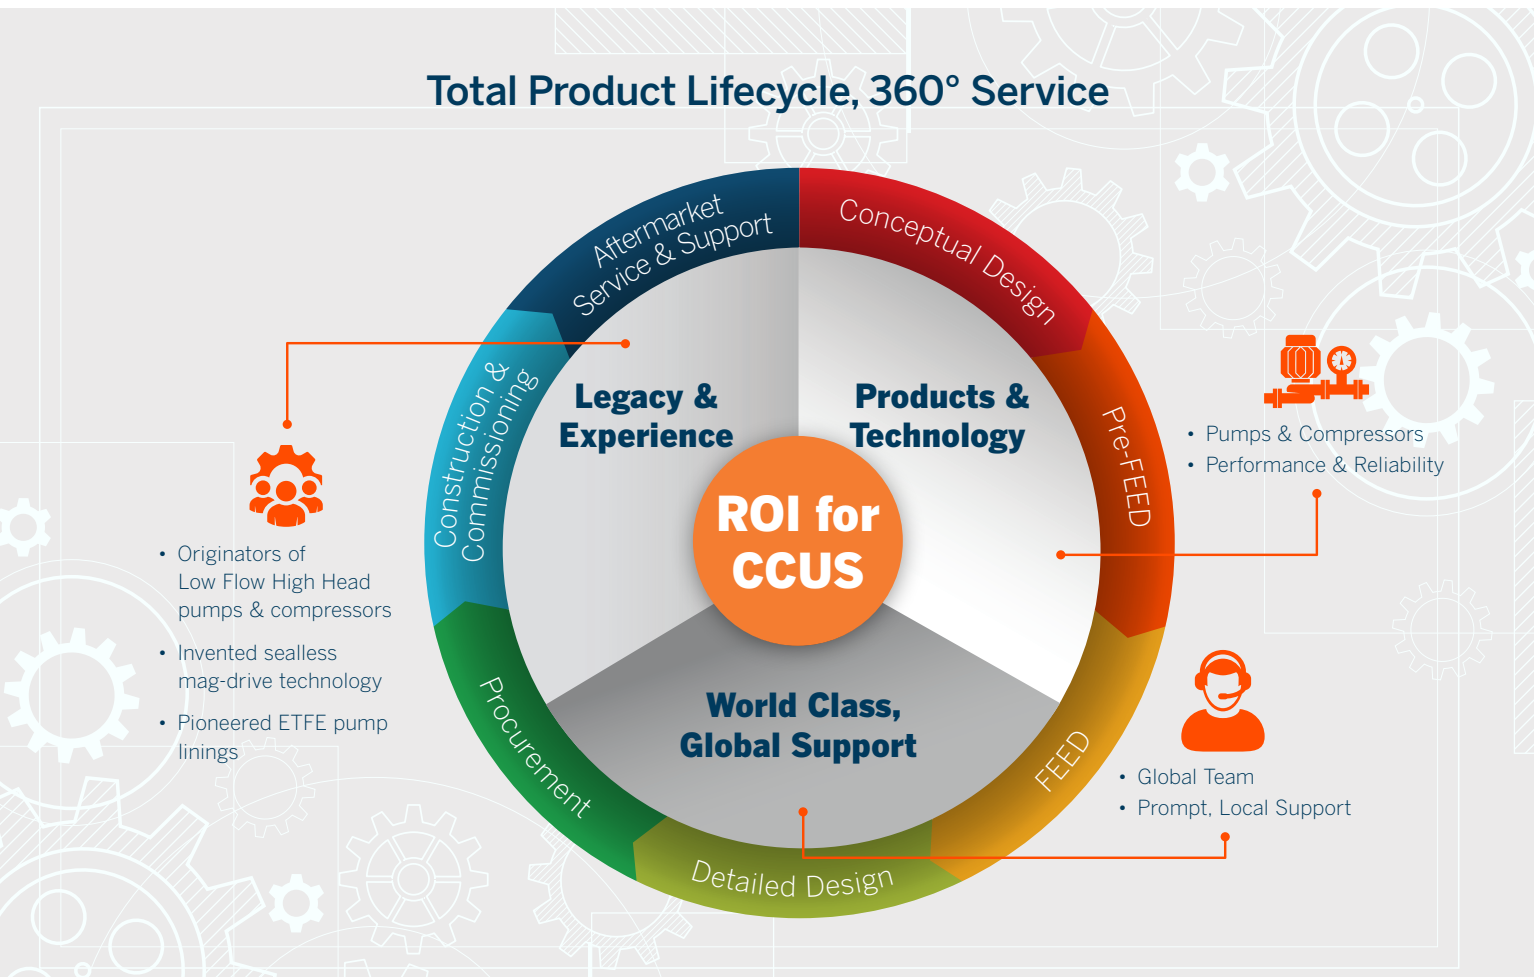 Total Product Lifecycle, 360° Service
Aftermarket
Service & Support
Conceptual Design
Pre-FEED
FEED
Detailed Design
Procurement
Construction &
Commissioning
Legacy &
Experience
Products &
Technology
ROI for
CCUS
World Class,
Global Support
• Originators of
Low Flow High Head
pumps & compressors
• Invented sealless
mag-drive technology
• Pioneered ETFE pump
linings
• Pumps & Compressors
• Performance & Reliability
• Global Team
• Prompt, Local Support